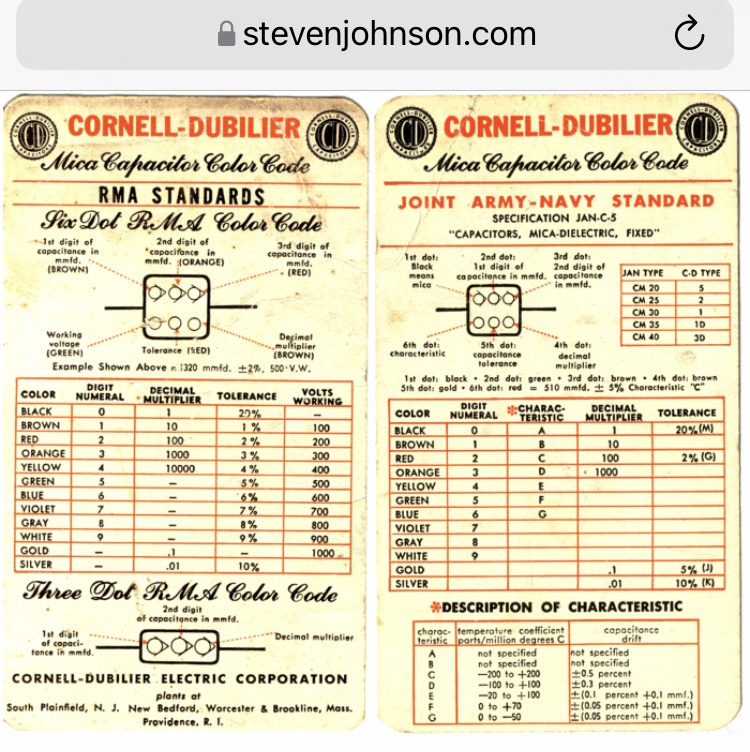 stevenjohnson.com
CORNELL-DUBILIER
Mica Capacitor Color Code
RMA STANDARDS
Six Dot RMA Color Code
1st digit of
capacitance in
mmfd.
(BROWN)
2nd digit of
capacitance in
mmfd. (ORANGE)
3rd digit of
capacitance in
mmfd.
(RED)
Working
voltage
(GREEN)
Tolerance (RED)
Decimal
multiplier
(BROWN)
Example Shown Above = 1320 mmfd. ±2%, 500 V.W.
COLOR DIGIT NUMERAL DECIMAL MULTIPLIER TOLERANCE VOLTS WORKING
BLACK 0 1 20% —
BROWN 1 10 1% 100
RED 2 100 2% 200
ORANGE 3 1000 3% 300
YELLOW 4 10000 4% 400
GREEN 5 — 5% 500
BLUE 6 — 6% 600
VIOLET 7 — 7% 700
GRAY 8 — 8% 800
WHITE 9 — 9% 900
GOLD — .1 — 1000
SILVER — .01 10%
Three Dot RMA Color Code
2nd digit
of capacitance in mmfd.
1st digit
of capaci-
tance in mmfd.
Decimal multiplier
CORNELL-DUBILIER ELECTRIC CORPORATION
plants at
South Plainfield, N. J. New Bedford, Worcester & Brookline, Mass.
Providence, R. I.
CORNELL-DUBILIER
Mica Capacitor Color Code
JOINT ARMY-NAVY STANDARD
SPECIFICATION JAN-C-5
"CAPACITORS, MICA-DIELECTRIC, FIXED"
1st dot:
Black
means
mica
2nd dot:
1st digit of
capacitance in
mmfd.
3rd dot:
2nd digit of
capacitance
in mmfd.
6th dot:
characteristic
5th dot:
capacitance
tolerance
4th dot:
decimal
multiplier
JAN TYPE C-D TYPE
CM 20 5
CM 25 2
CM 30 1
CM 35 1D
CM 40 3D
1st dot: black • 2nd dot: green • 3rd dot: brown • 4th dot: brown
5th dot: gold • 6th dot: red = 510 mmfd. ± 5% Characteristic "C"
COLOR DIGIT NUMERAL *CHARAC-TERISTIC DECIMAL MULTIPLIER TOLERANCE
BLACK 0 A 1 20% (M)
BROWN 1 B 10
RED 2 C 100 2% (G)
ORANGE 3 D 1000
YELLOW 4 E
GREEN 5 F
BLUE 6 G
VIOLET 7
GRAY 8
WHITE 9
GOLD .1 5% (J)
SILVER .01 10% (K)
*DESCRIPTION OF CHARACTERISTIC
charac-teristic temperature coefficient parts/million degrees C capacitance drift
A not specified not specified
B not specified not specified
C —200 to +200 ±0.5 percent
D —100 to +100 ±0.3 percent
E —20 to +100 ±(0.1 percent +0.1 mmf.)
F 0 to +70 ±(0.05 percent +0.1 mmf.)
G 0 to —50 ±(0.05 percent +0.1 mmf.)